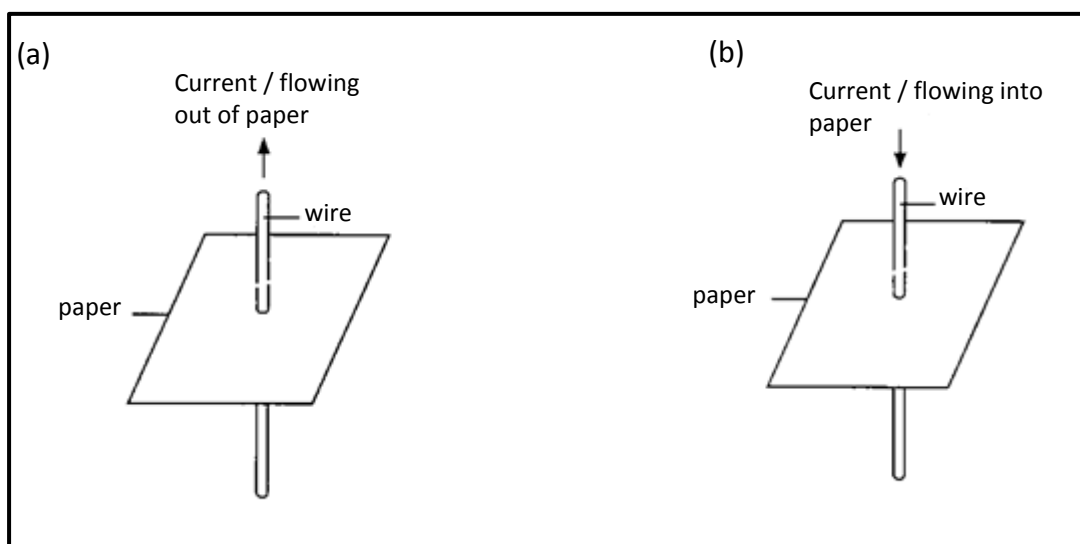 (a)
Current / flowing
out of paper
wire
paper
(b)
Current / flowing into
paper
wire
paper